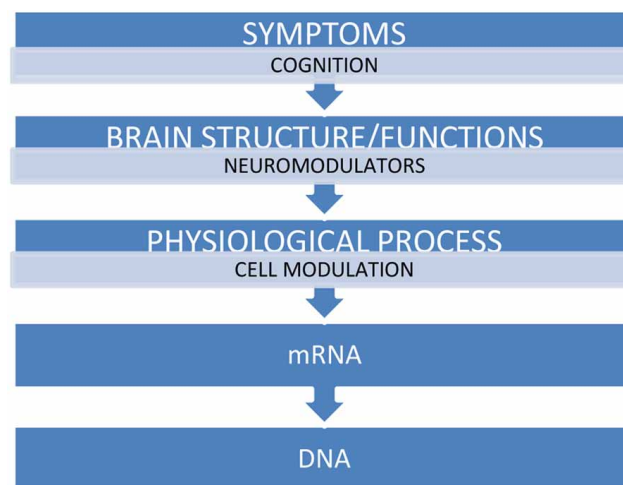 SYMPTOMS
COGNITION
BRAIN STRUCTURE/FUNCTIONS
NEUROMODULATORS
PHYSIOLOGICAL PROCESS
CELL MODULATION
mRNA
DNA